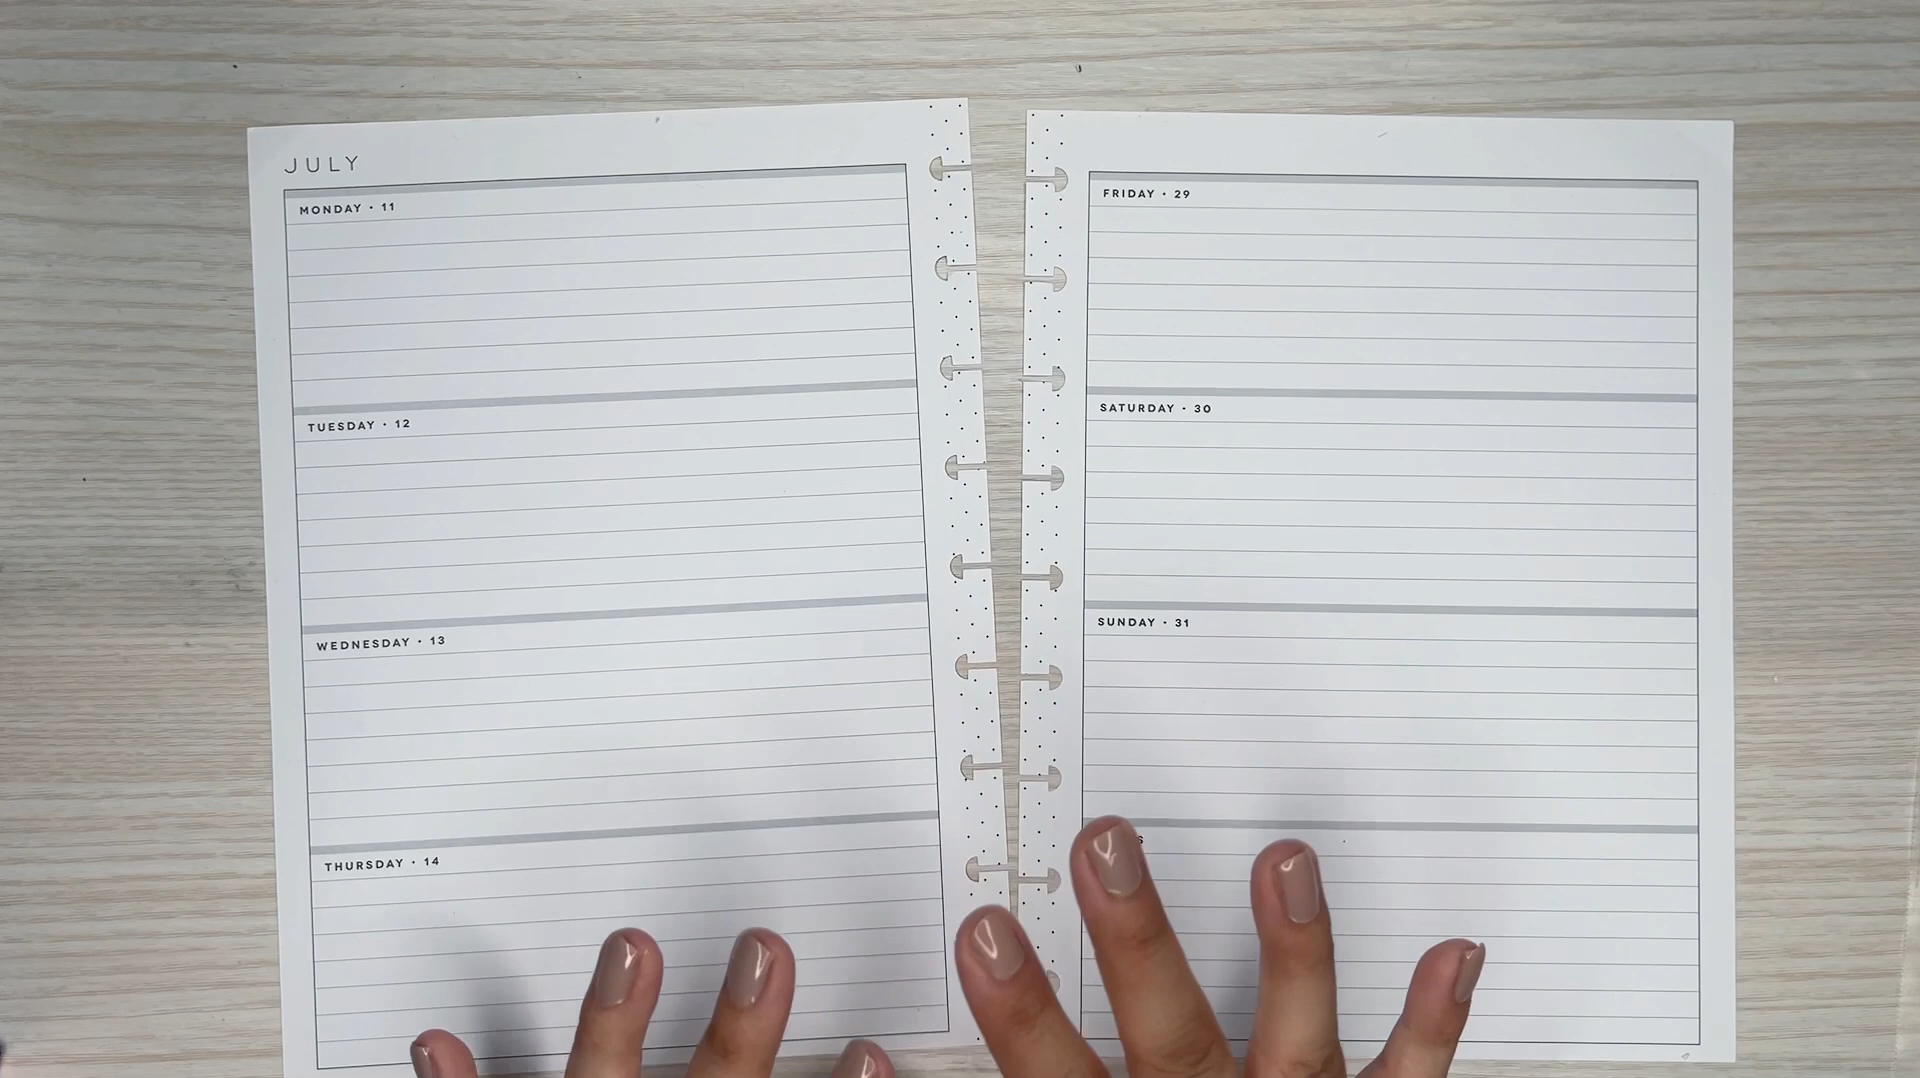 JULY
MONDAY • 11
TUESDAY • 12
WEDNESDAY • 13
THURSDAY • 14
FRIDAY • 29
SATURDAY • 30
SUNDAY • 31